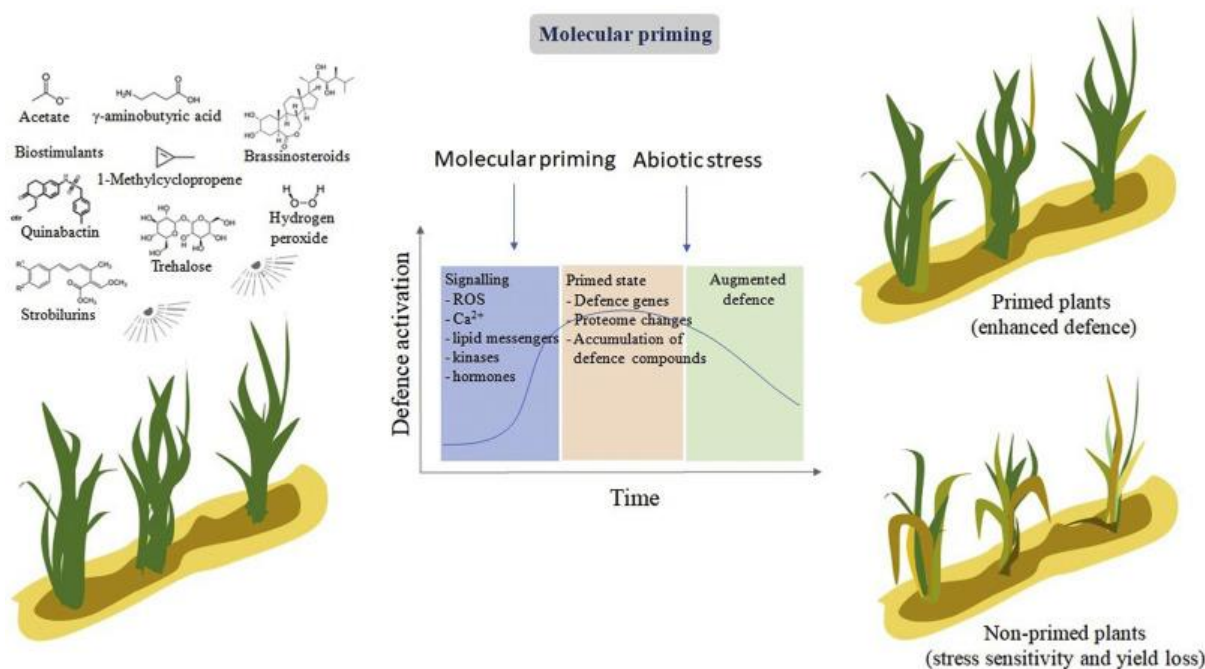 Molecular priming
Acetate
γ-aminobutyric acid
Brassinosteroids
Biostimulants
1-Methylcyclopropene
Quinabactin
Trehalose
Hydrogen
peroxide
Strobilurins
Molecular priming
Abiotic stress
Defence activation
Signalling
- ROS
- Ca²⁺
- lipid messengers
- kinases
- hormones
Primed state
- Defence genes
- Proteome changes
- Accumulation of
defence compounds
Augmented
defence
Time
Primed plants
(enhanced defence)
Non-primed plants
(stress sensitivity and yield loss)